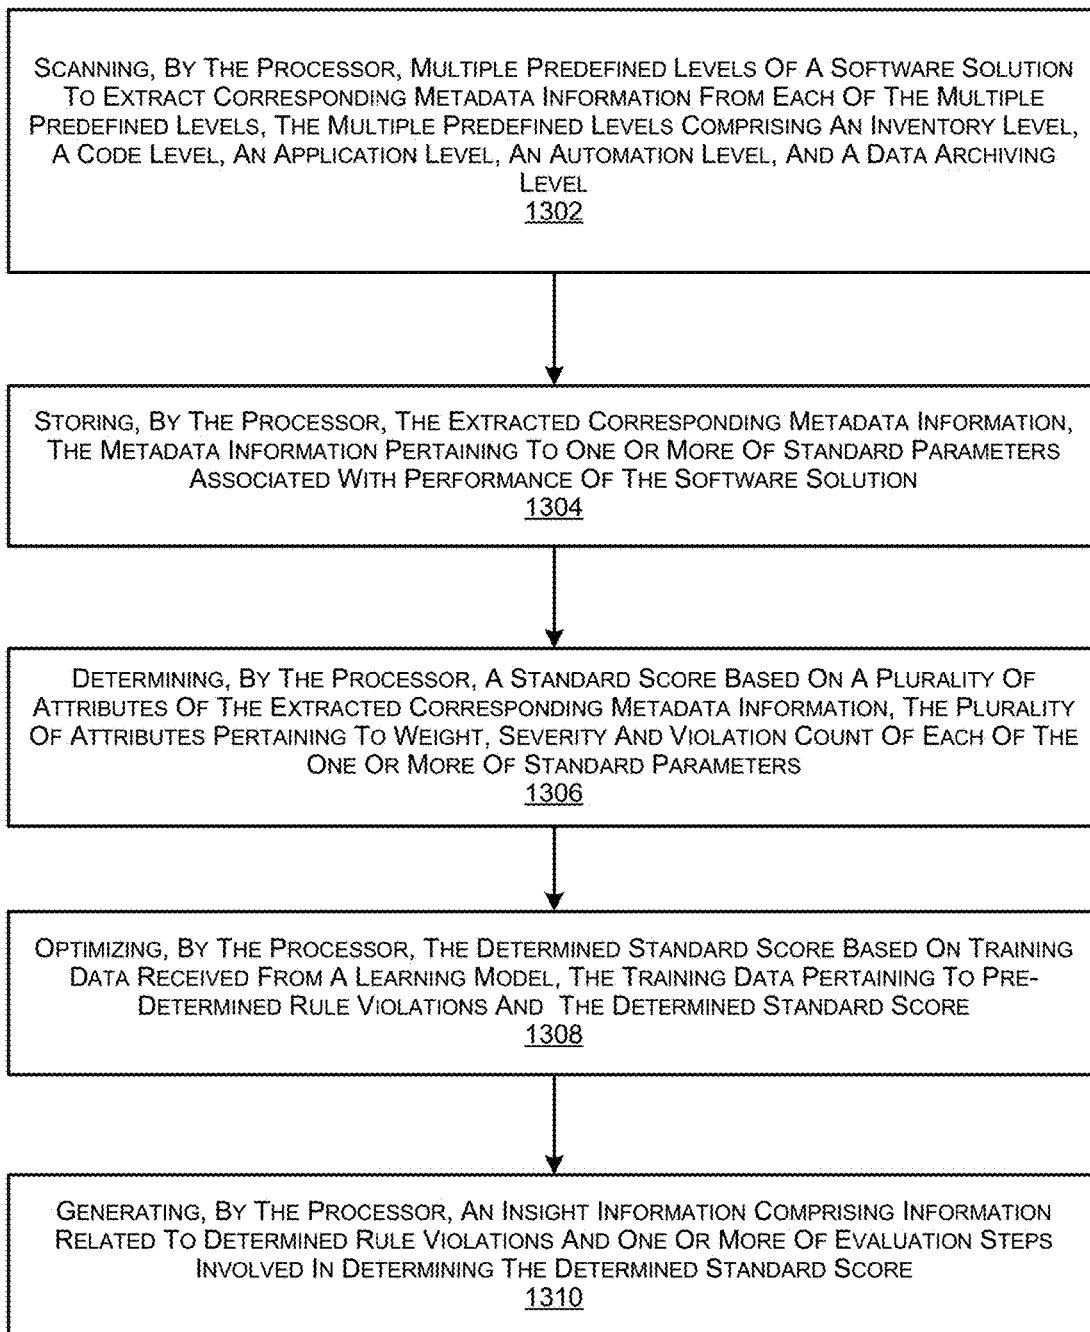 SCANNING, BY THE PROCESSOR, MULTIPLE PREDEFINED LEVELS OF A SOFTWARE SOLUTION
TO EXTRACT CORRESPONDING METADATA INFORMATION FROM EACH OF THE MULTIPLE
PREDEFINED LEVELS, THE MULTIPLE PREDEFINED LEVELS COMPRISING AN INVENTORY LEVEL,
A CODE LEVEL, AN APPLICATION LEVEL, AN AUTOMATION LEVEL, AND A DATA ARCHIVING
LEVEL
1302
STORING, BY THE PROCESSOR, THE EXTRACTED CORRESPONDING METADATA INFORMATION,
THE METADATA INFORMATION PERTAINING TO ONE OR MORE OF STANDARD PARAMETERS
ASSOCIATED WITH PERFORMANCE OF THE SOFTWARE SOLUTION
1304
DETERMINING, BY THE PROCESSOR, A STANDARD SCORE BASED ON A PLURALITY OF
ATTRIBUTES OF THE EXTRACTED CORRESPONDING METADATA INFORMATION, THE PLURALITY
OF ATTRIBUTES PERTAINING TO WEIGHT, SEVERITY AND VIOLATION COUNT OF EACH OF THE
ONE OR MORE OF STANDARD PARAMETERS
1306
OPTIMIZING, BY THE PROCESSOR, THE DETERMINED STANDARD SCORE BASED ON TRAINING
DATA RECEIVED FROM A LEARNING MODEL, THE TRAINING DATA PERTAINING TO PRE-
DETERMINED RULE VIOLATIONS AND THE DETERMINED STANDARD SCORE
1308
GENERATING, BY THE PROCESSOR, AN INSIGHT INFORMATION COMPRISING INFORMATION
RELATED TO DETERMINED RULE VIOLATIONS AND ONE OR MORE OF EVALUATION STEPS
INVOLVED IN DETERMINING THE DETERMINED STANDARD SCORE
1310